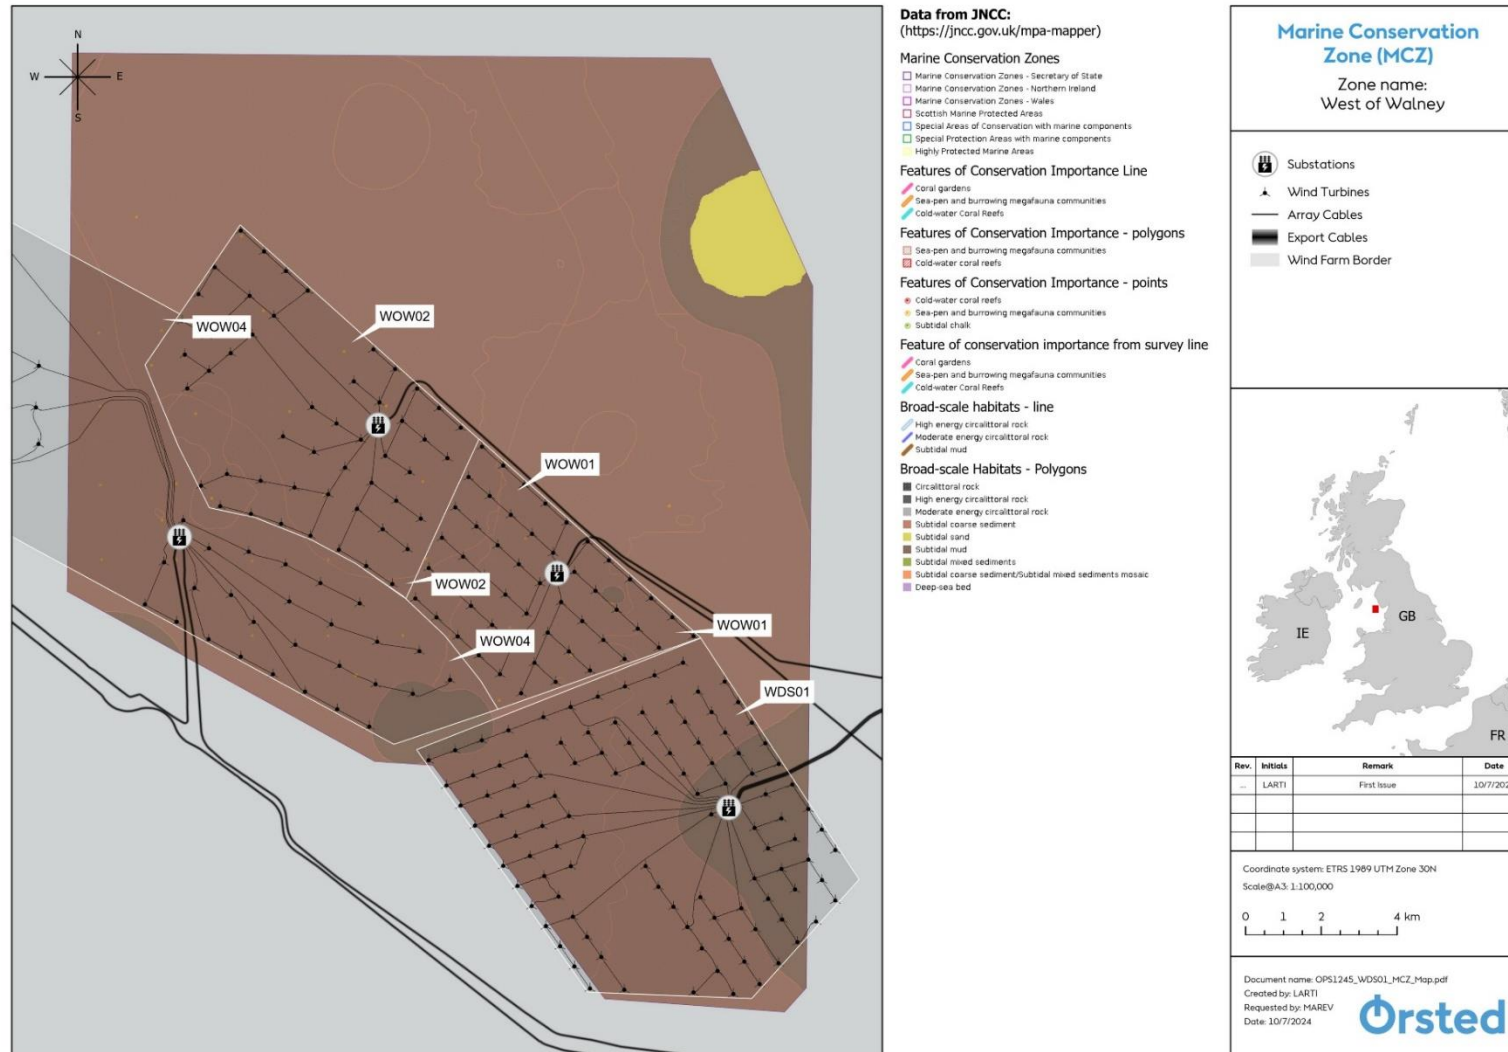 N
W
E
S
WOW04
WOW02
WOW01
WOW02
WOW04
WOW01
WDS01
Data from JNCC:
(https://jncc.gov.uk/mpa-mapper)
Marine Conservation Zones
Marine Conservation Zones - Secretary of State
Marine Conservation Zones - Northern Ireland
Marine Conservation Zones - Wales
Scottish Marine Protected Areas
Special Areas of Conservation with marine components
Special Protection Areas with marine components
Highly Protected Marine Areas
Features of Conservation Importance Line
Coral gardens
Sea-pen and burrowing megafauna communities
Cold-water Coral Reefs
Features of Conservation Importance - polygons
Sea-pen and burrowing megafauna communities
Cold-water coral reefs
Features of Conservation Importance - points
Cold-water coral reefs
Sea-pen and burrowing megafauna communities
Subtidal chalk
Feature of conservation importance from survey line
Coral gardens
Sea-pen and burrowing megafauna communities
Cold-water Coral Reefs
Broad-scale habitats - line
High energy circalittoral rock
Moderate energy circalittoral rock
Subtidal mud
Broad-scale Habitats - Polygons
Circalittoral rock
High energy circalittoral rock
Moderate energy circalittoral rock
Subtidal coarse sediment
Subtidal sand
Subtidal mud
Subtidal mixed sediments
Subtidal coarse sediment/Subtidal mixed sediments mosaic
Deep-sea bed
Marine Conservation
Zone (MCZ)
Zone name:
West of Walney
Substations
Wind Turbines
Array Cables
Export Cables
Wind Farm Border
IE
GB
FR
Rev. Initials Remark Date
... LARTI First Issue 10/7/202
Coordinate system: ETRS 1989 UTM Zone 30N
Scale@A3: 1:100,000
0 1 2 4 km
Document name: OPS1245_WDS01_MCZ_Map.pdf
Created by: LARTI
Requested by: MAREV
Date: 10/7/2024
Ørsted